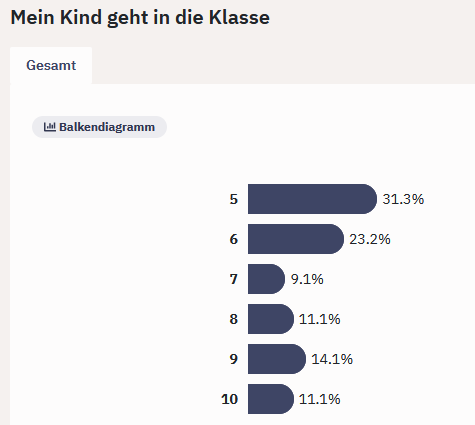 Mein Kind geht in die Klasse
Gesamt
Balkendiagramm
5 31.3%
6 23.2%
7 9.1%
8 11.1%
9 14.1%
10 11.1%